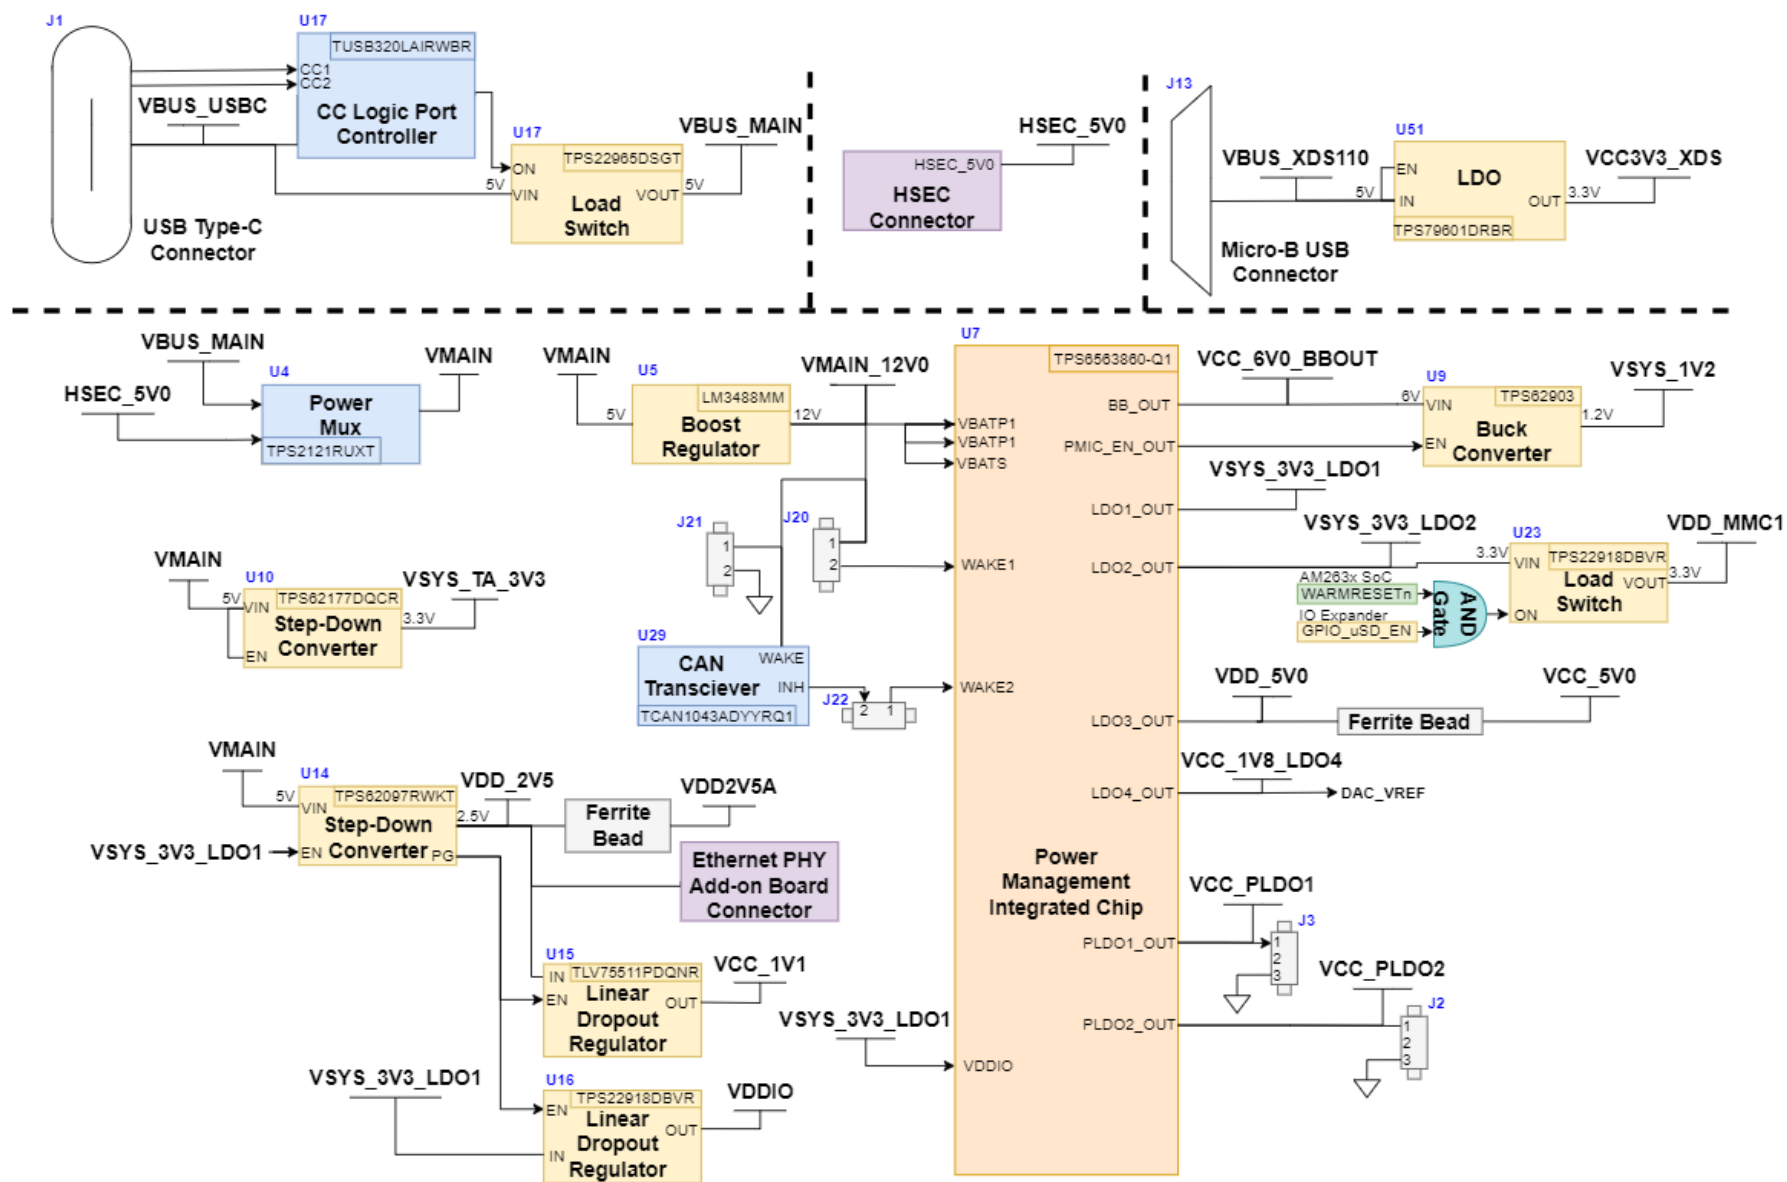 J1
U17
TUSB320LAIRWBR
CC1
CC2
CC Logic Port
Controller
VBUS_USBC
USB Type-C
Connector
U17
TPS22965DSGT
ON
5V
VIN
VOUT
5V
Load
Switch
VBUS_MAIN
HSEC_5V0
HSEC_5V0
HSEC
Connector
J13
VBUS_XDS110
Micro-B USB
Connector
U51
EN
LDO
5V
IN
OUT
3.3V
TPS79601DRBR
VCC3V3_XDS
VBUS_MAIN
HSEC_5V0
U4
Power
Mux
TPS2121RUXT
VMAIN
VMAIN
U5
LM3488MM
5V
12V
Boost
Regulator
VMAIN_12V0
U7
TPS6563860-Q1
VBATP1
VBATP1
VBATS
WAKE1
WAKE2
VDDIO
BB_OUT
PMIC_EN_OUT
LDO1_OUT
LDO2_OUT
LDO3_OUT
LDO4_OUT
PLDO1_OUT
PLDO2_OUT
Power
Management
Integrated Chip
VCC_6V0_BBOUT
U9
6V
VIN
TPS62903
1.2V
EN
Buck
Converter
VSYS_1V2
VSYS_3V3_LDO1
VSYS_3V3_LDO2
U23
3.3V
VIN
TPS22918DBVR
Load
Switch
VOUT
3.3V
ON
VDD_MMC1
AM263x SoC
WARMRESETn
IO Expander
GPIO_uSD_EN
AND
Gate
J21
1
2
J20
1
2
VMAIN
U10
5V
VIN
TPS62177DQCR
3.3V
Step-Down
Converter
EN
VSYS_TA_3V3
U29
CAN
Transciever
WAKE
INH
TCAN1043ADYYRQ1
J22
2
1
VDD_5V0
Ferrite Bead
VCC_5V0
VCC_1V8_LDO4
DAC_VREF
VMAIN
U14
5V
VIN
TPS62097RWKT
2.5V
Step-Down
Converter
EN
PG
VSYS_3V3_LDO1
VDD_2V5
Ferrite
Bead
VDD2V5A
Ethernet PHY
Add-on Board
Connector
U15
IN
TLV75511PDQNR
EN
OUT
Linear
Dropout
Regulator
VCC_1V1
VSYS_3V3_LDO1
VCC_PLDO1
J3
1
2
3
VCC_PLDO2
J2
1
2
3
VSYS_3V3_LDO1
U16
TPS22918DBVR
EN
OUT
IN
Linear
Dropout
Regulator
VDDIO